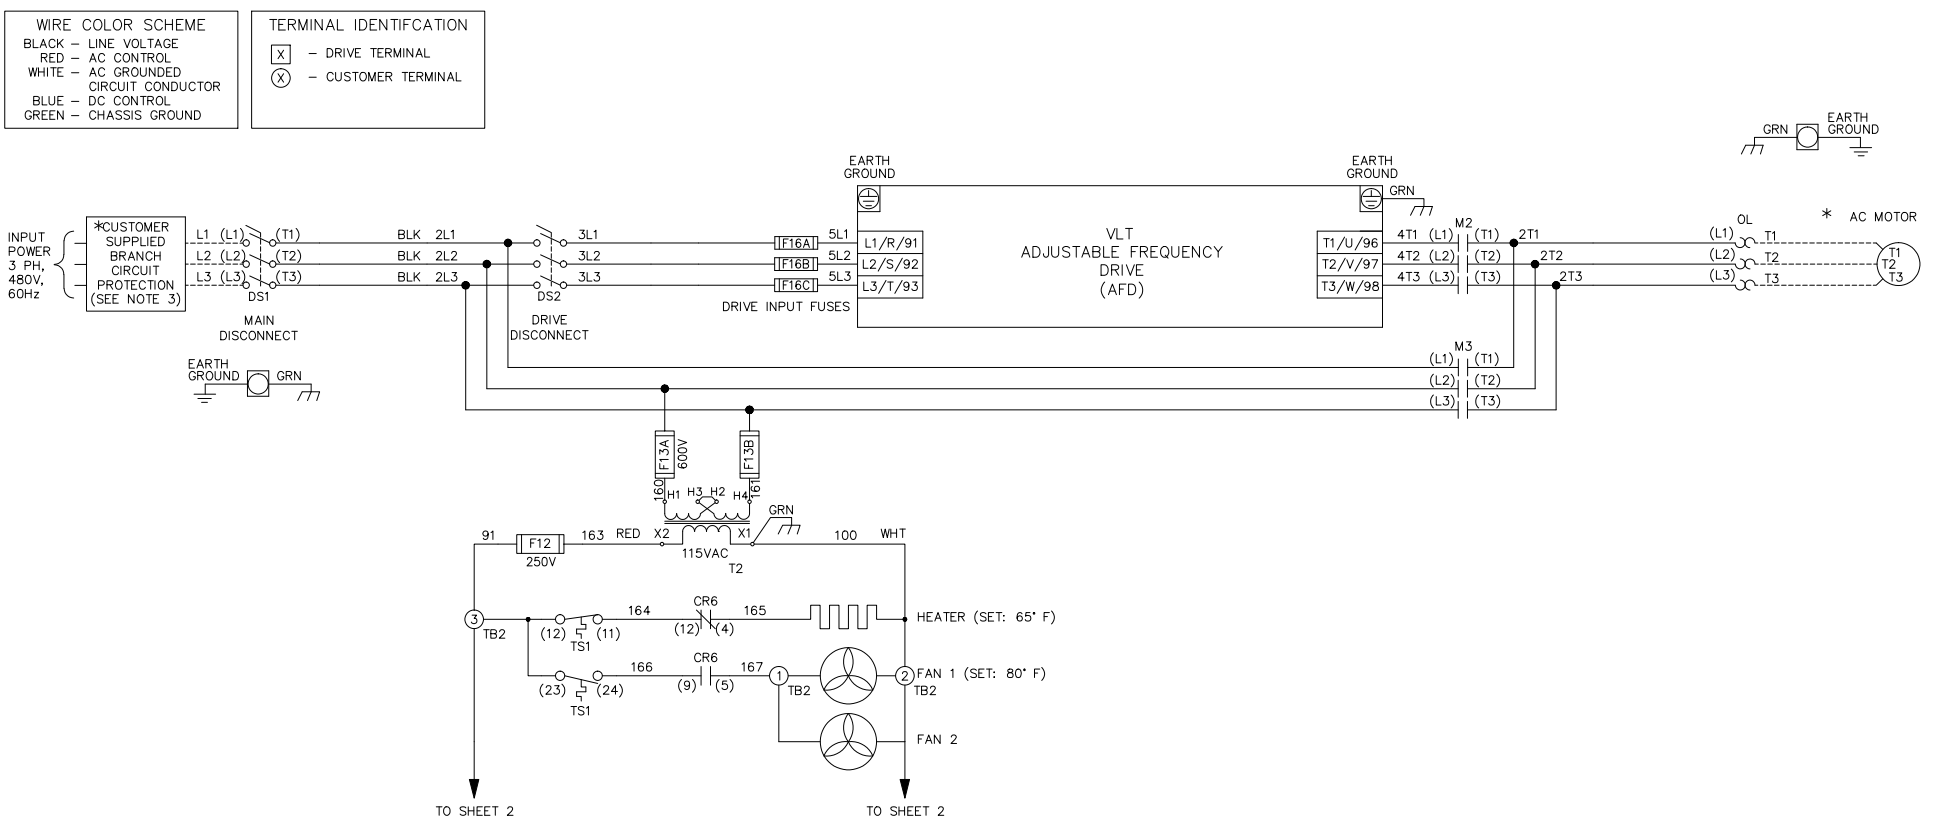 WIRE COLOR SCHEME
BLACK – LINE VOLTAGE
RED – AC CONTROL
WHITE – AC GROUNDED
CIRCUIT CONDUCTOR
BLUE – DC CONTROL
GREEN – CHASSIS GROUND
TERMINAL IDENTIFCATION
X – DRIVE TERMINAL
X – CUSTOMER TERMINAL
GRN
EARTH
GROUND
EARTH
GROUND
EARTH
GROUND
GRN
INPUT
POWER
3 PH,
480V,
60Hz
*CUSTOMER
SUPPLIED
BRANCH
CIRCUIT
PROTECTION
(SEE NOTE 3)
L1 (L1) (T1) BLK 2L1 3L1 F16A 5L1 L1/R/91
L2 (L2) (T2) BLK 2L2 3L2 F16B 5L2 L2/S/92
L3 (L3) (T3) BLK 2L3 3L3 F16C 5L3 L3/T/93
DS1
MAIN
DISCONNECT
DS2
DRIVE
DISCONNECT
DRIVE INPUT FUSES
VLT
ADJUSTABLE FREQUENCY
DRIVE
(AFD)
M2
T1/U/96 4T1 (L1) (T1) 2T1
T2/V/97 4T2 (L2) (T2) 2T2
T3/W/98 4T3 (L3) (T3) 2T3
OL
(L1) T1
(L2) T2
(L3) T3
* AC MOTOR
T1
T2
T3
EARTH
GROUND
GRN
M3
(L1) (T1)
(L2) (T2)
(L3) (T3)
F13A
600V
F13B
160
161
H1 H3 H2 H4
GRN
91 F12 163 RED X2 X1 100 WHT
250V
115VAC
T2
3
TB2
(12) (11)
TS1
164
CR6
(12) (4)
165
HEATER (SET: 65° F)
(23) (24)
TS1
166
CR6
(9) (5)
167
1
TB2
2
TB2
FAN 1 (SET: 80° F)
FAN 2
TO SHEET 2
TO SHEET 2